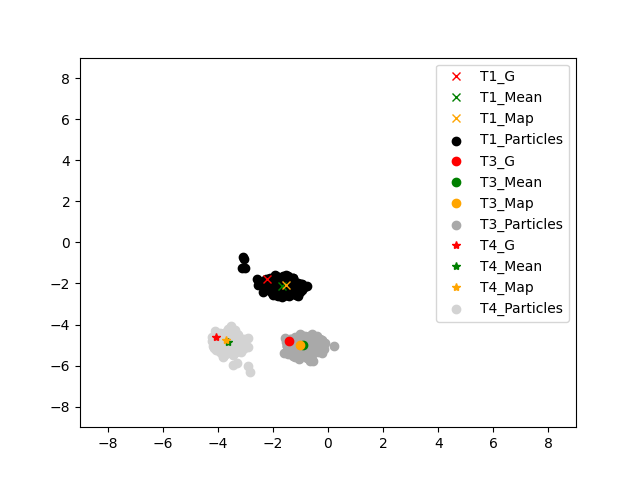 8
6
4
2
0
−2
−4
−6
−8
−8 −6 −4 −2 0 2 4 6 8
T1_G
T1_Mean
T1_Map
T1_Particles
T3_G
T3_Mean
T3_Map
T3_Particles
T4_G
T4_Mean
T4_Map
T4_Particles